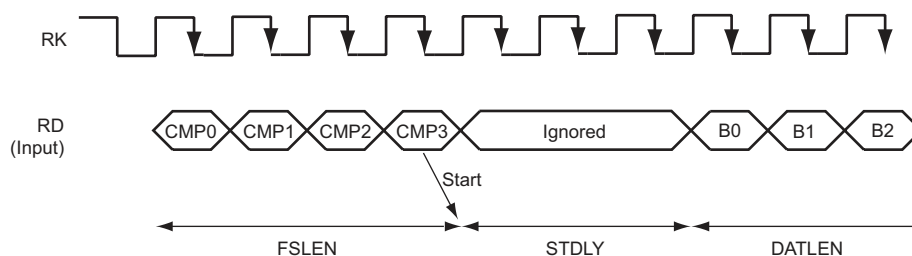 RK
RD
(Input)
CMP0 CMP1 CMP2 CMP3 Ignored B0 B1 B2
Start
FSLEN STDLY DATLEN